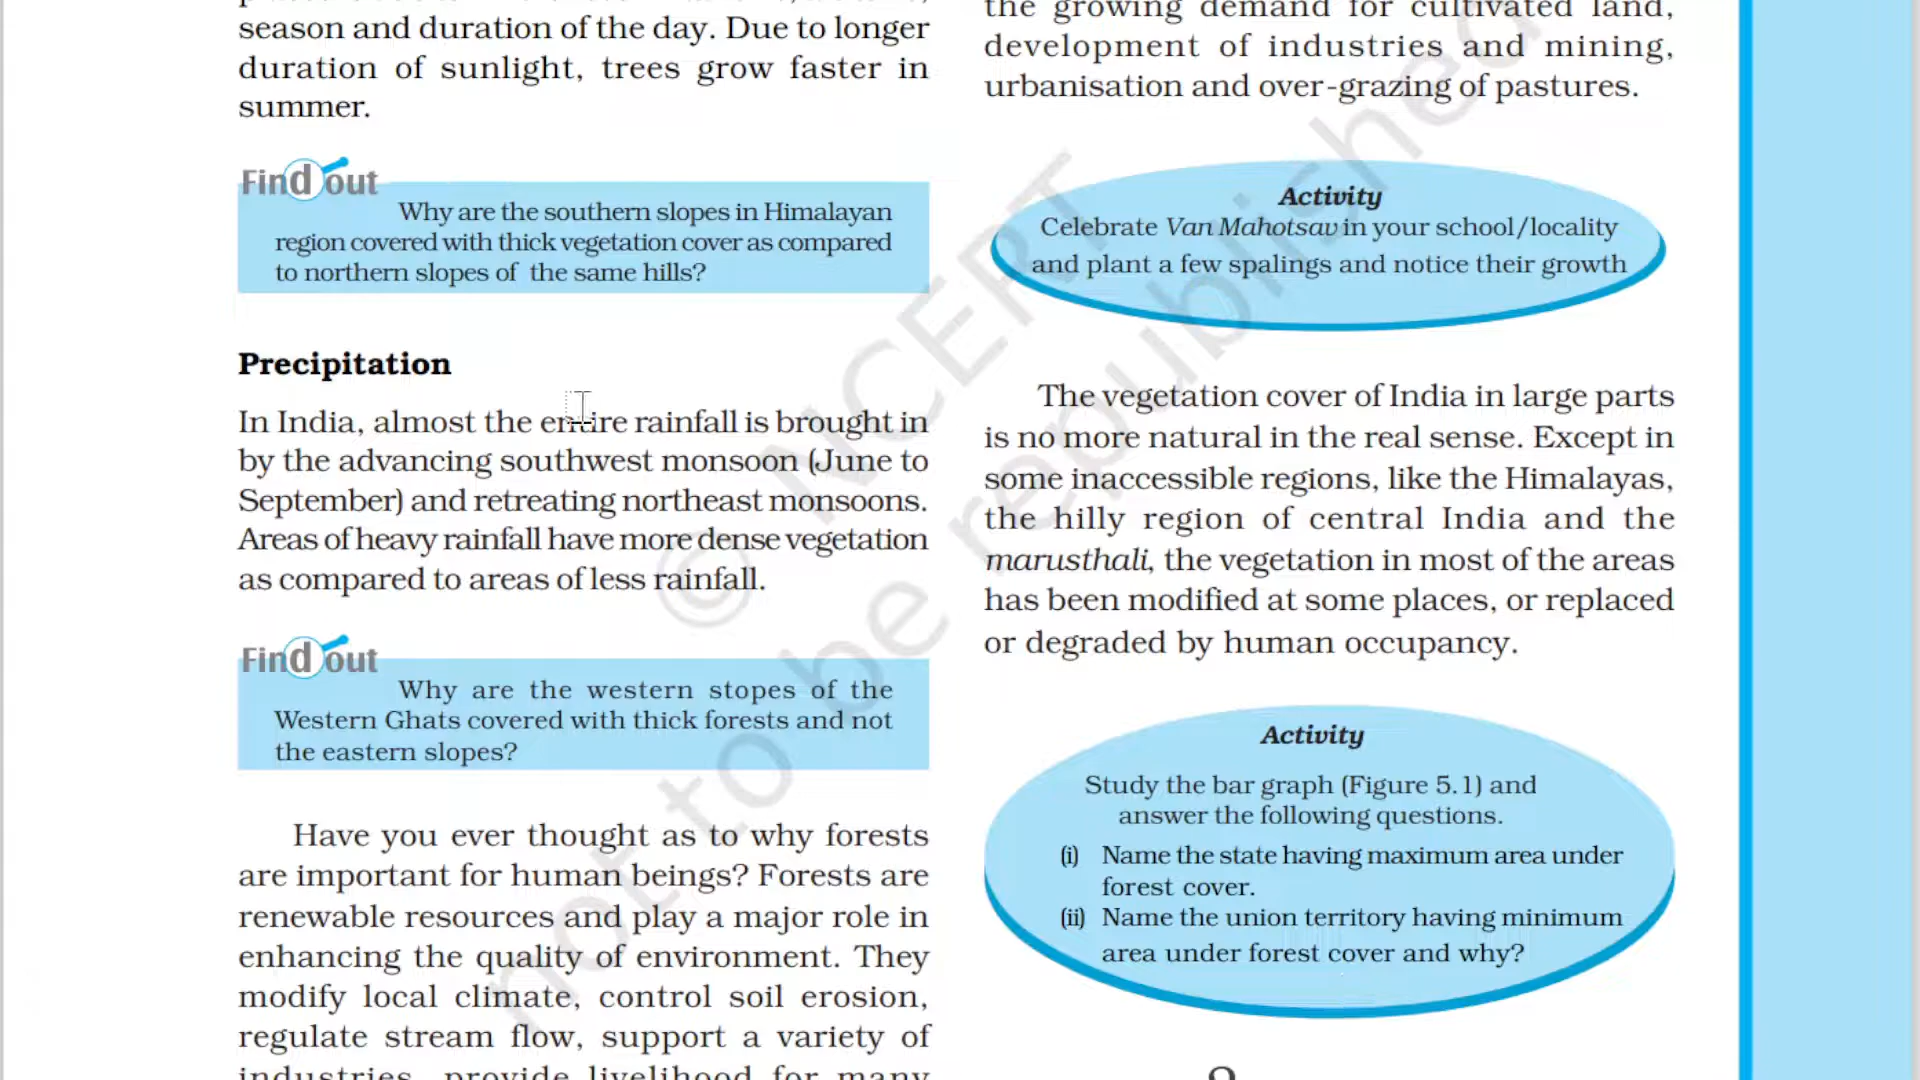 season and duration of the day. Due to longer
duration of sunlight, trees grow faster in
summer.
Find out
Why are the southern slopes in Himalayan
region covered with thick vegetation cover as compared
to northern slopes of the same hills?
Precipitation
In India, almost the entire rainfall is brought in
by the advancing southwest monsoon (June to
September) and retreating northeast monsoons.
Areas of heavy rainfall have more dense vegetation
as compared to areas of less rainfall.
Find out
Why are the western stopes of the
Western Ghats covered with thick forests and not
the eastern slopes?
Have you ever thought as to why forests
are important for human beings? Forests are
renewable resources and play a major role in
enhancing the quality of environment. They
modify local climate, control soil erosion,
regulate stream flow, support a variety of
industries, provide livelihood for many
the growing demand for cultivated land,
development of industries and mining,
urbanisation and over-grazing of pastures.
Activity
Celebrate Van Mahotsav in your school/locality
and plant a few spalings and notice their growth
The vegetation cover of India in large parts
is no more natural in the real sense. Except in
some inaccessible regions, like the Himalayas,
the hilly region of central India and the
marusthali, the vegetation in most of the areas
has been modified at some places, or replaced
or degraded by human occupancy.
Activity
Study the bar graph (Figure 5.1) and
answer the following questions.
(i) Name the state having maximum area under
forest cover.
(ii) Name the union territory having minimum
area under forest cover and why?
© NCERT
not to be republished